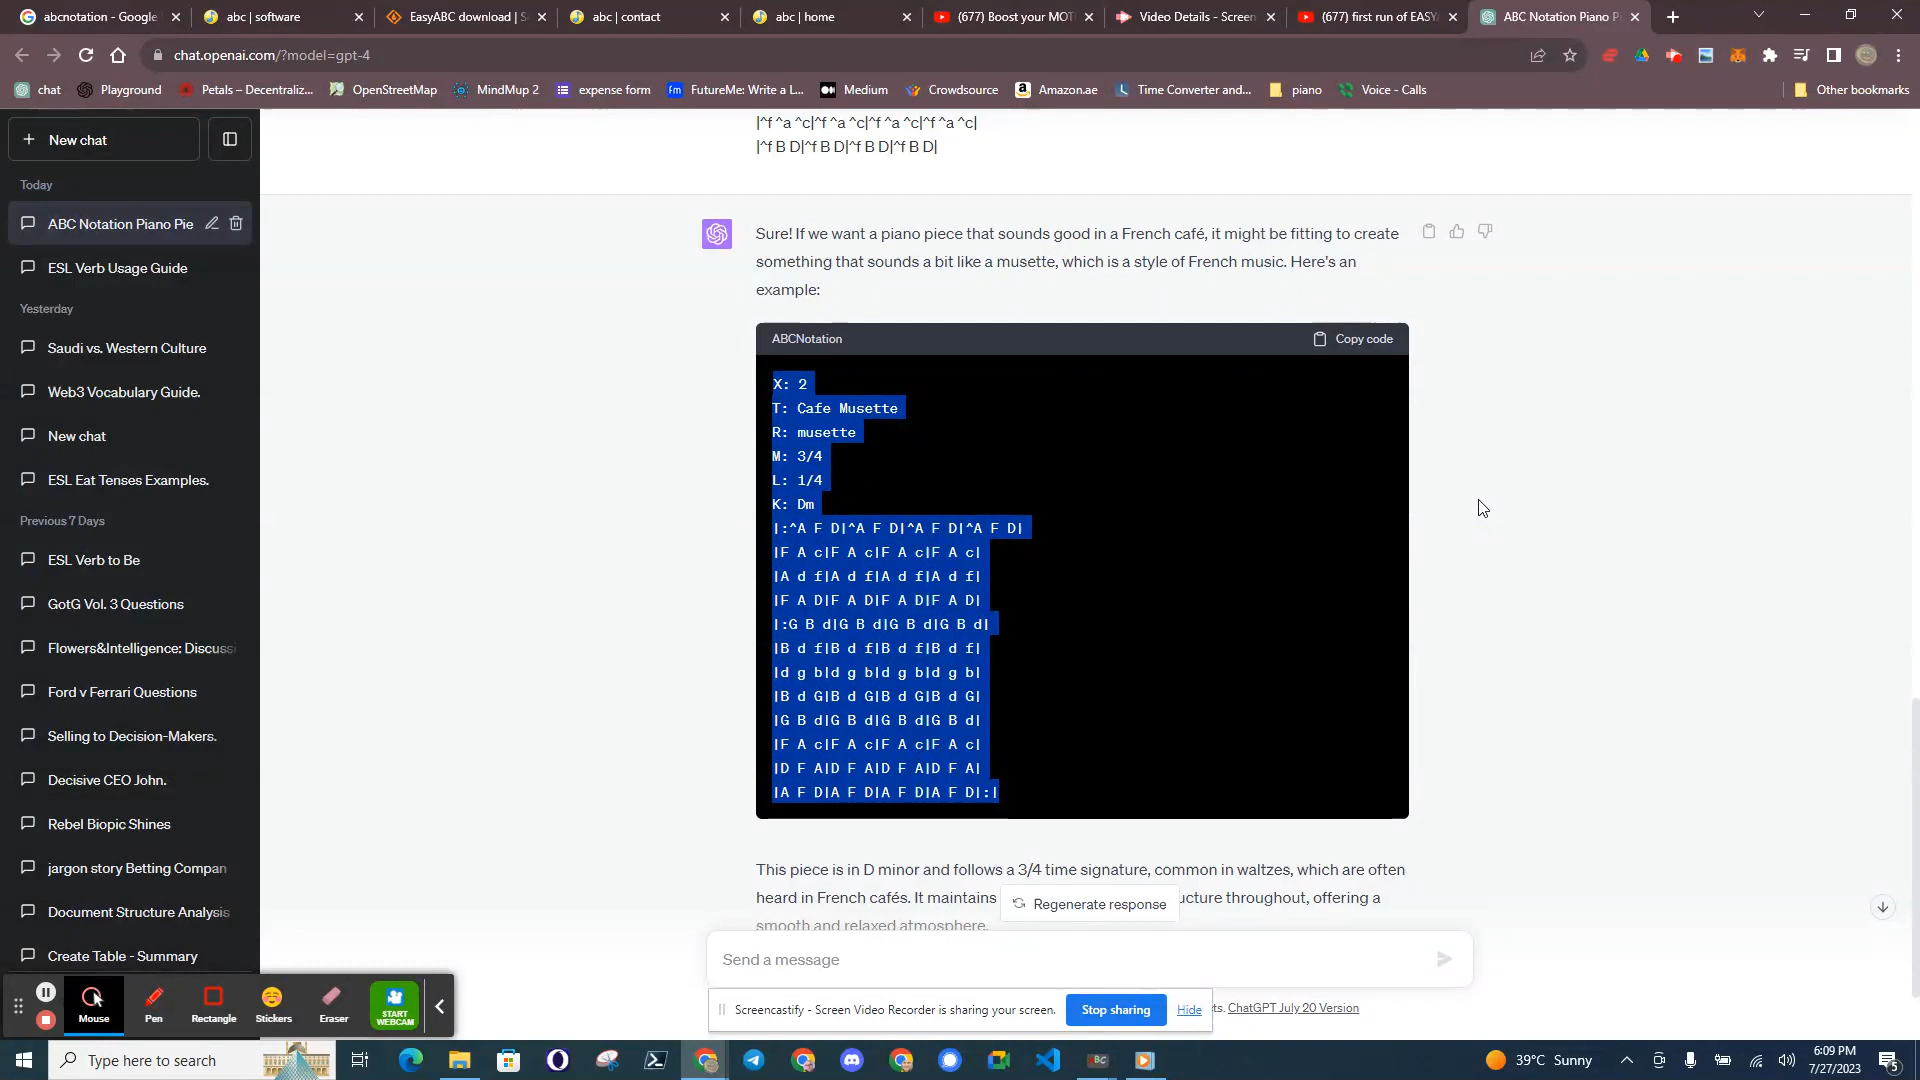 abcnotation - Google
abc | software
EasyABC download | S
abc | contact
abc | home
(677) Boost your MOT
Video Details - Screen
(677) first run of EASY
ABC Notation Piano P
chat.openai.com/?model=gpt-4
chat
Playground
Petals – Decentraliz...
OpenStreetMap
MindMup 2
expense form
FutureMe: Write a L...
Medium
Crowdsource
Amazon.ae
Time Converter and...
piano
Voice - Calls
Other bookmarks
New chat
Today
ABC Notation Piano Pie
ESL Verb Usage Guide
Yesterday
Saudi vs. Western Culture
Web3 Vocabulary Guide.
New chat
ESL Eat Tenses Examples.
Previous 7 Days
ESL Verb to Be
GotG Vol. 3 Questions
Flowers&Intelligence: Discussi
Ford v Ferrari Questions
Selling to Decision-Makers.
Decisive CEO John.
Rebel Biopic Shines
jargon story Betting Compan
Document Structure Analysis
Create Table - Summary
|^f ^a ^c|^f ^a ^c|^f ^a ^c|^f ^a ^c|
|^f B D|^f B D|^f B D|^f B D|
Sure! If we want a piano piece that sounds good in a French café, it might be fitting to create
something that sounds a bit like a musette, which is a style of French music. Here's an
example:
ABCNotation
Copy code
X: 2
T: Cafe Musette
R: musette
M: 3/4
L: 1/4
K: Dm
|:^A F D|^A F D|^A F D|^A F D|
|F A c|F A c|F A c|F A c|
|A d f|A d f|A d f|A d f|
|F A D|F A D|F A D|F A D|
|:G B d|G B d|G B d|G B d|
|B d f|B d f|B d f|B d f|
|d g b|d g b|d g b|d g b|
|B d G|B d G|B d G|B d G|
|G B d|G B d|G B d|G B d|
|F A c|F A c|F A c|F A c|
|D F A|D F A|D F A|D F A|
|A F D|A F D|A F D|A F D|:|
This piece is in D minor and follows a 3/4 time signature, common in waltzes, which are often
heard in French cafés. It maintains
ucture throughout, offering a
smooth and relaxed atmosphere.
Regenerate response
Send a message
Screencastify - Screen Video Recorder is sharing your screen.
Stop sharing
Hide
cts. ChatGPT July 20 Version
Mouse
Pen
Rectangle
Stickers
Eraser
START
WEBCAM
Type here to search
BC
39°C Sunny
6:09 PM
7/27/2023
5